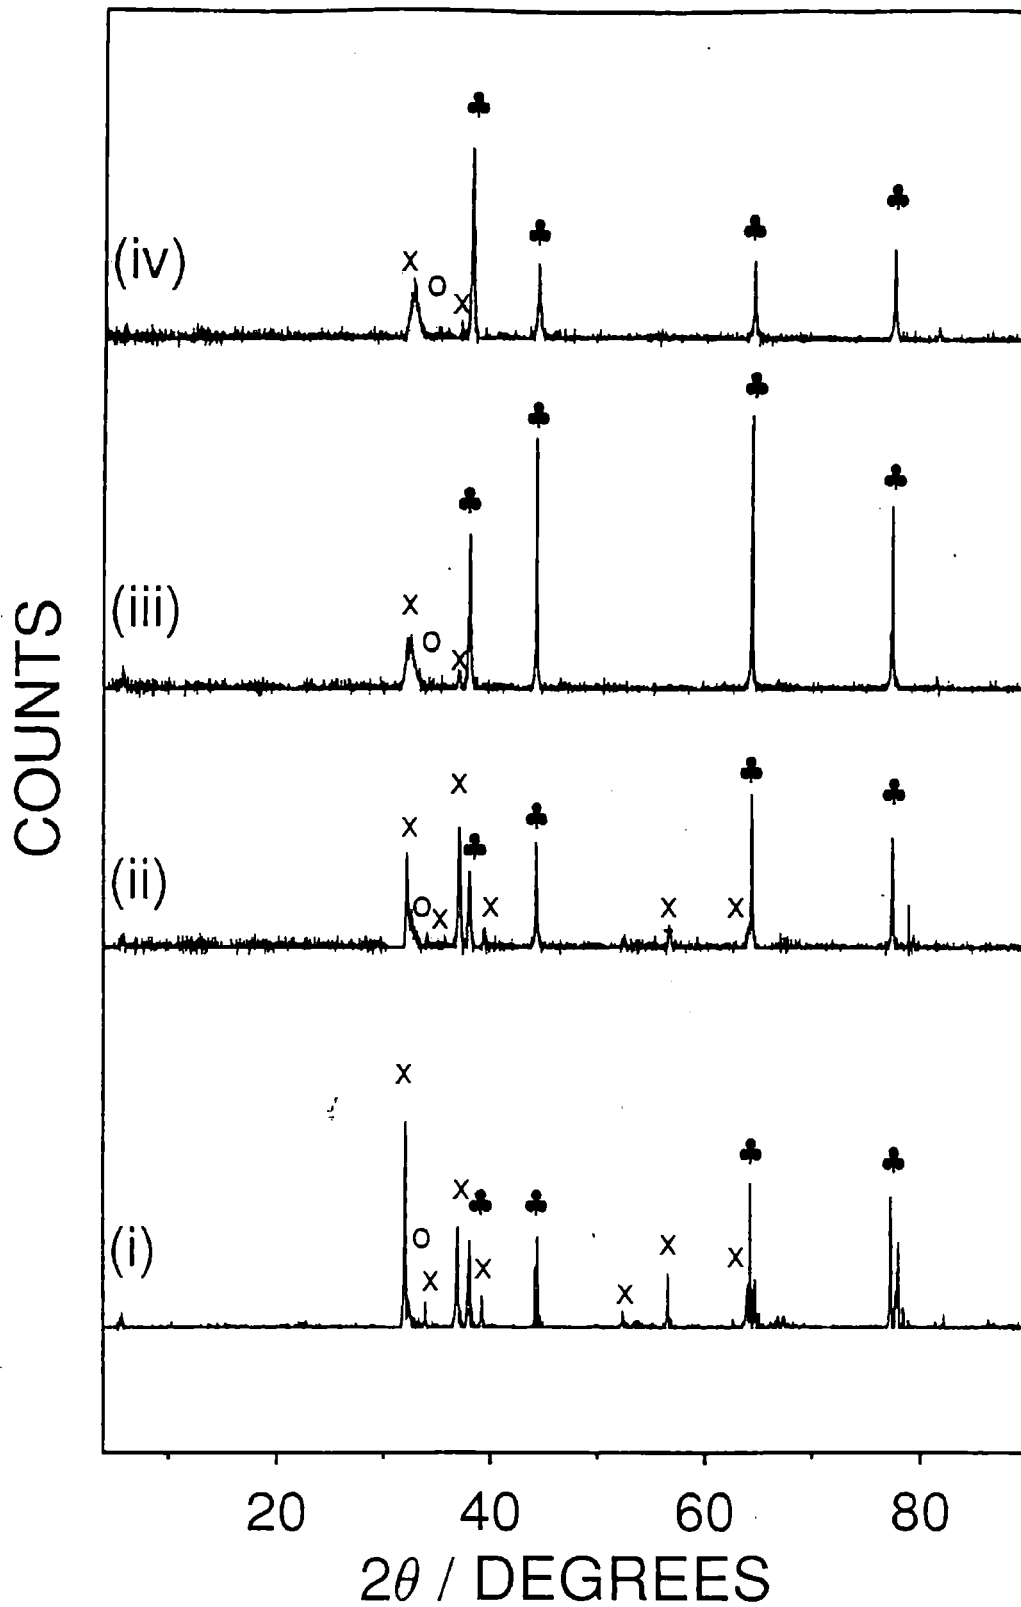 ♣
(iv) x o x ♣ ♣ ♣
♣
♣
♣ ♣
(iii) x o x
x ♣
x ♣ ♣ ♣
(ii) o x x x x
x
♣ ♣
x ♣ ♣
(i) o x x x x x
COUNTS
20 40 60 80
2θ / DEGREES